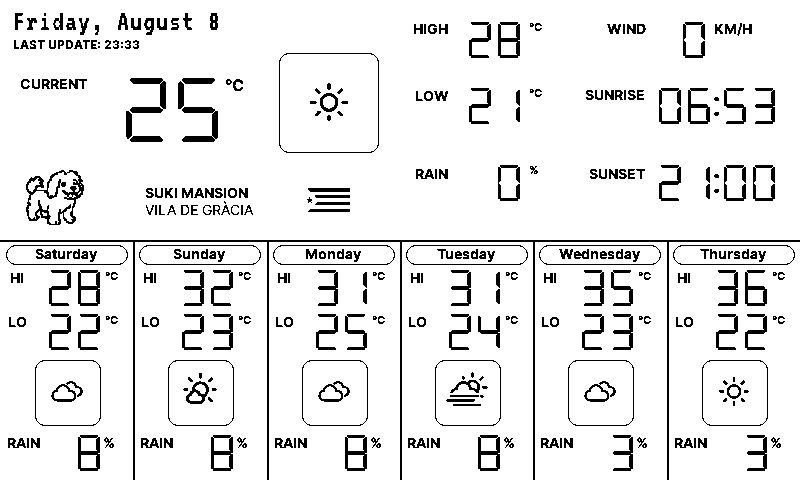 Friday, August 8
LAST UPDATE: 23:33
CURRENT 25 °C
HIGH 28 °C
WIND 0 KM/H
LOW 21 °C
SUNRISE 06:53
RAIN 0 %
SUNSET 21:00
SUKI MANSION
VILA DE GRÀCIA
Saturday
HI 28 °C
LO 22 °C
RAIN 8 %
Sunday
HI 32 °C
LO 23 °C
RAIN 8 %
Monday
HI 31 °C
LO 25 °C
RAIN 8 %
Tuesday
HI 31 °C
LO 24 °C
RAIN 8 %
Wednesday
HI 35 °C
LO 23 °C
RAIN 3 %
Thursday
HI 36 °C
LO 22 °C
RAIN 3 %